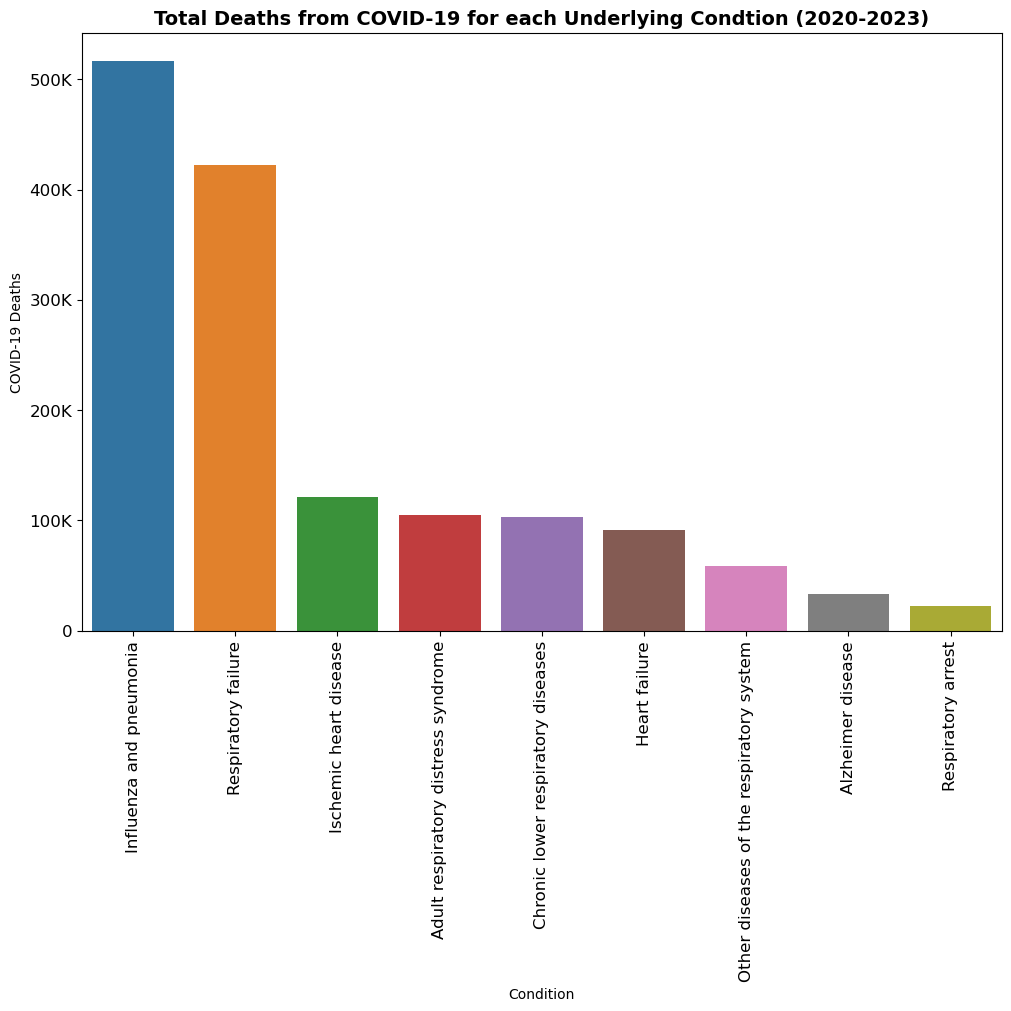 Total Deaths from COVID-19 for each Underlying Condtion (2020-2023)
500K
400K
300K
200K
100K
0
COVID-19 Deaths
Influenza and pneumonia
Respiratory failure
Ischemic heart disease
Adult respiratory distress syndrome
Chronic lower respiratory diseases
Heart failure
Other diseases of the respiratory system
Alzheimer disease
Respiratory arrest
Condition